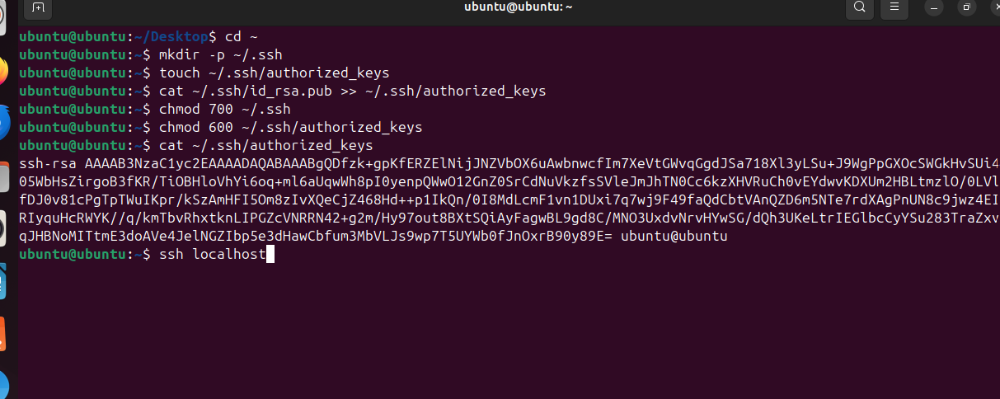 ubuntu@ubuntu: ~
ubuntu@ubuntu:~/Desktop$ cd ~
ubuntu@ubuntu:~$ mkdir -p ~/.ssh
ubuntu@ubuntu:~$ touch ~/.ssh/authorized_keys
ubuntu@ubuntu:~$ cat ~/.ssh/id_rsa.pub >> ~/.ssh/authorized_keys
ubuntu@ubuntu:~$ chmod 700 ~/.ssh
ubuntu@ubuntu:~$ chmod 600 ~/.ssh/authorized_keys
ubuntu@ubuntu:~$ cat ~/.ssh/authorized_keys
ssh-rsa AAAAB3NzaC1yc2EAAAADAQABAAABgQDfzk+gpKfERZElNijJNZVbOX6uAwbnwcfIm7XeVtGWvqGgdJSa718Xl3yLSu+J9WgPpGXOcSWGkHvSUi4
05WbHsZirgoB3fKR/TiOBHloVhYi6oq+ml6aUqwWh8pI0yenpQWwO12GnZ0SrCdNuVkzfsSVleJmJhTN0Cc6kzXHVRuCh0vEYdwvKDXUm2HBLtmzlO/0LVl
fDJ0v81cPgTpTWuIKpr/kSzAmHFI5Om8zIvXQeCjZ468Hd++p1IkQn/0I8MdLcmF1vn1DUxi7q7wj9F49faQdCbtVAnQZD6m5NTe7rdXAgPnUN8c9jwz4EI
RIyquHcRWYK//q/kmTbvRhxtknLIPGZcVNRRN42+g2m/Hy97out8BXtSQiAyFagwBL9gd8C/MNO3UxdvNrvHYwSG/dQh3UKeLtrIEGlbcCyYSu283TraZxv
qJHBNoMITtmE3doAVe4JelNGZIbp5e3dHawCbfum3MbVLJs9wp7T5UYWb0fJnOxrB90y89E= ubuntu@ubuntu
ubuntu@ubuntu:~$ ssh localhost